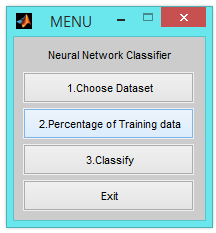 MENU
Neural Network Classifier
1.Choose Dataset
2.Percentage of Training data
3.Classify
Exit